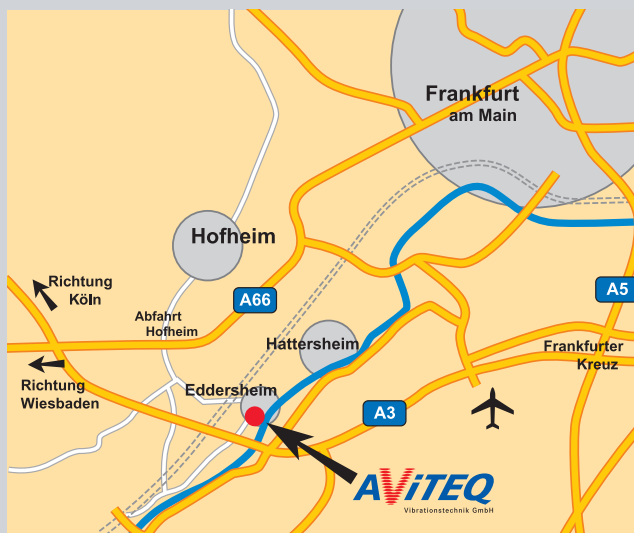 Frankfurt
am Main
Hofheim
Richtung
Köln
A66
A5
Abfahrt
Hofheim
Hattersheim
Frankfurter
Kreuz
Richtung
Wiesbaden
Eddersheim
A3
AViTEQ
Vibrationstechnik GmbH